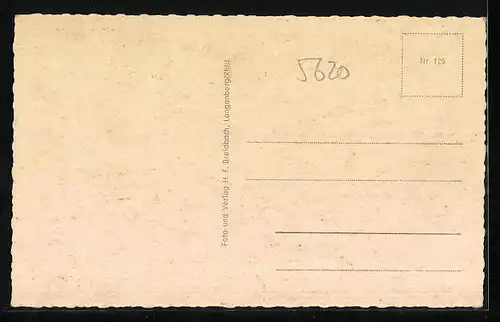 5620
Nr. 125
Foto und Verlag H. F. Breidbach, Langenberg/Rhld.